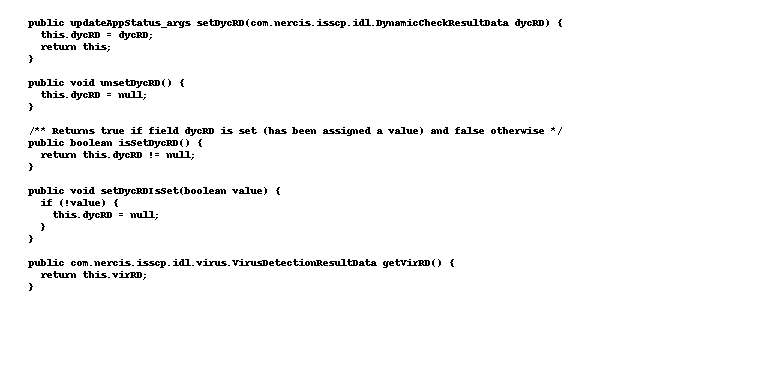 public updateAppStatus_args setDycRD(com.nercis.isscp.idl.DynamicCheckResultData dycRD) {
  this.dycRD = dycRD;
  return this;
}

public void unsetDycRD() {
  this.dycRD = null;
}

/** Returns true if field dycRD is set (has been assigned a value) and false otherwise */
public boolean isSetDycRD() {
  return this.dycRD != null;
}

public void setDycRDIsSet(boolean value) {
  if (!value) {
    this.dycRD = null;
  }
}

public com.nercis.isscp.idl.virus.VirusDetectionResultData getVirRD() {
  return this.virRD;
}